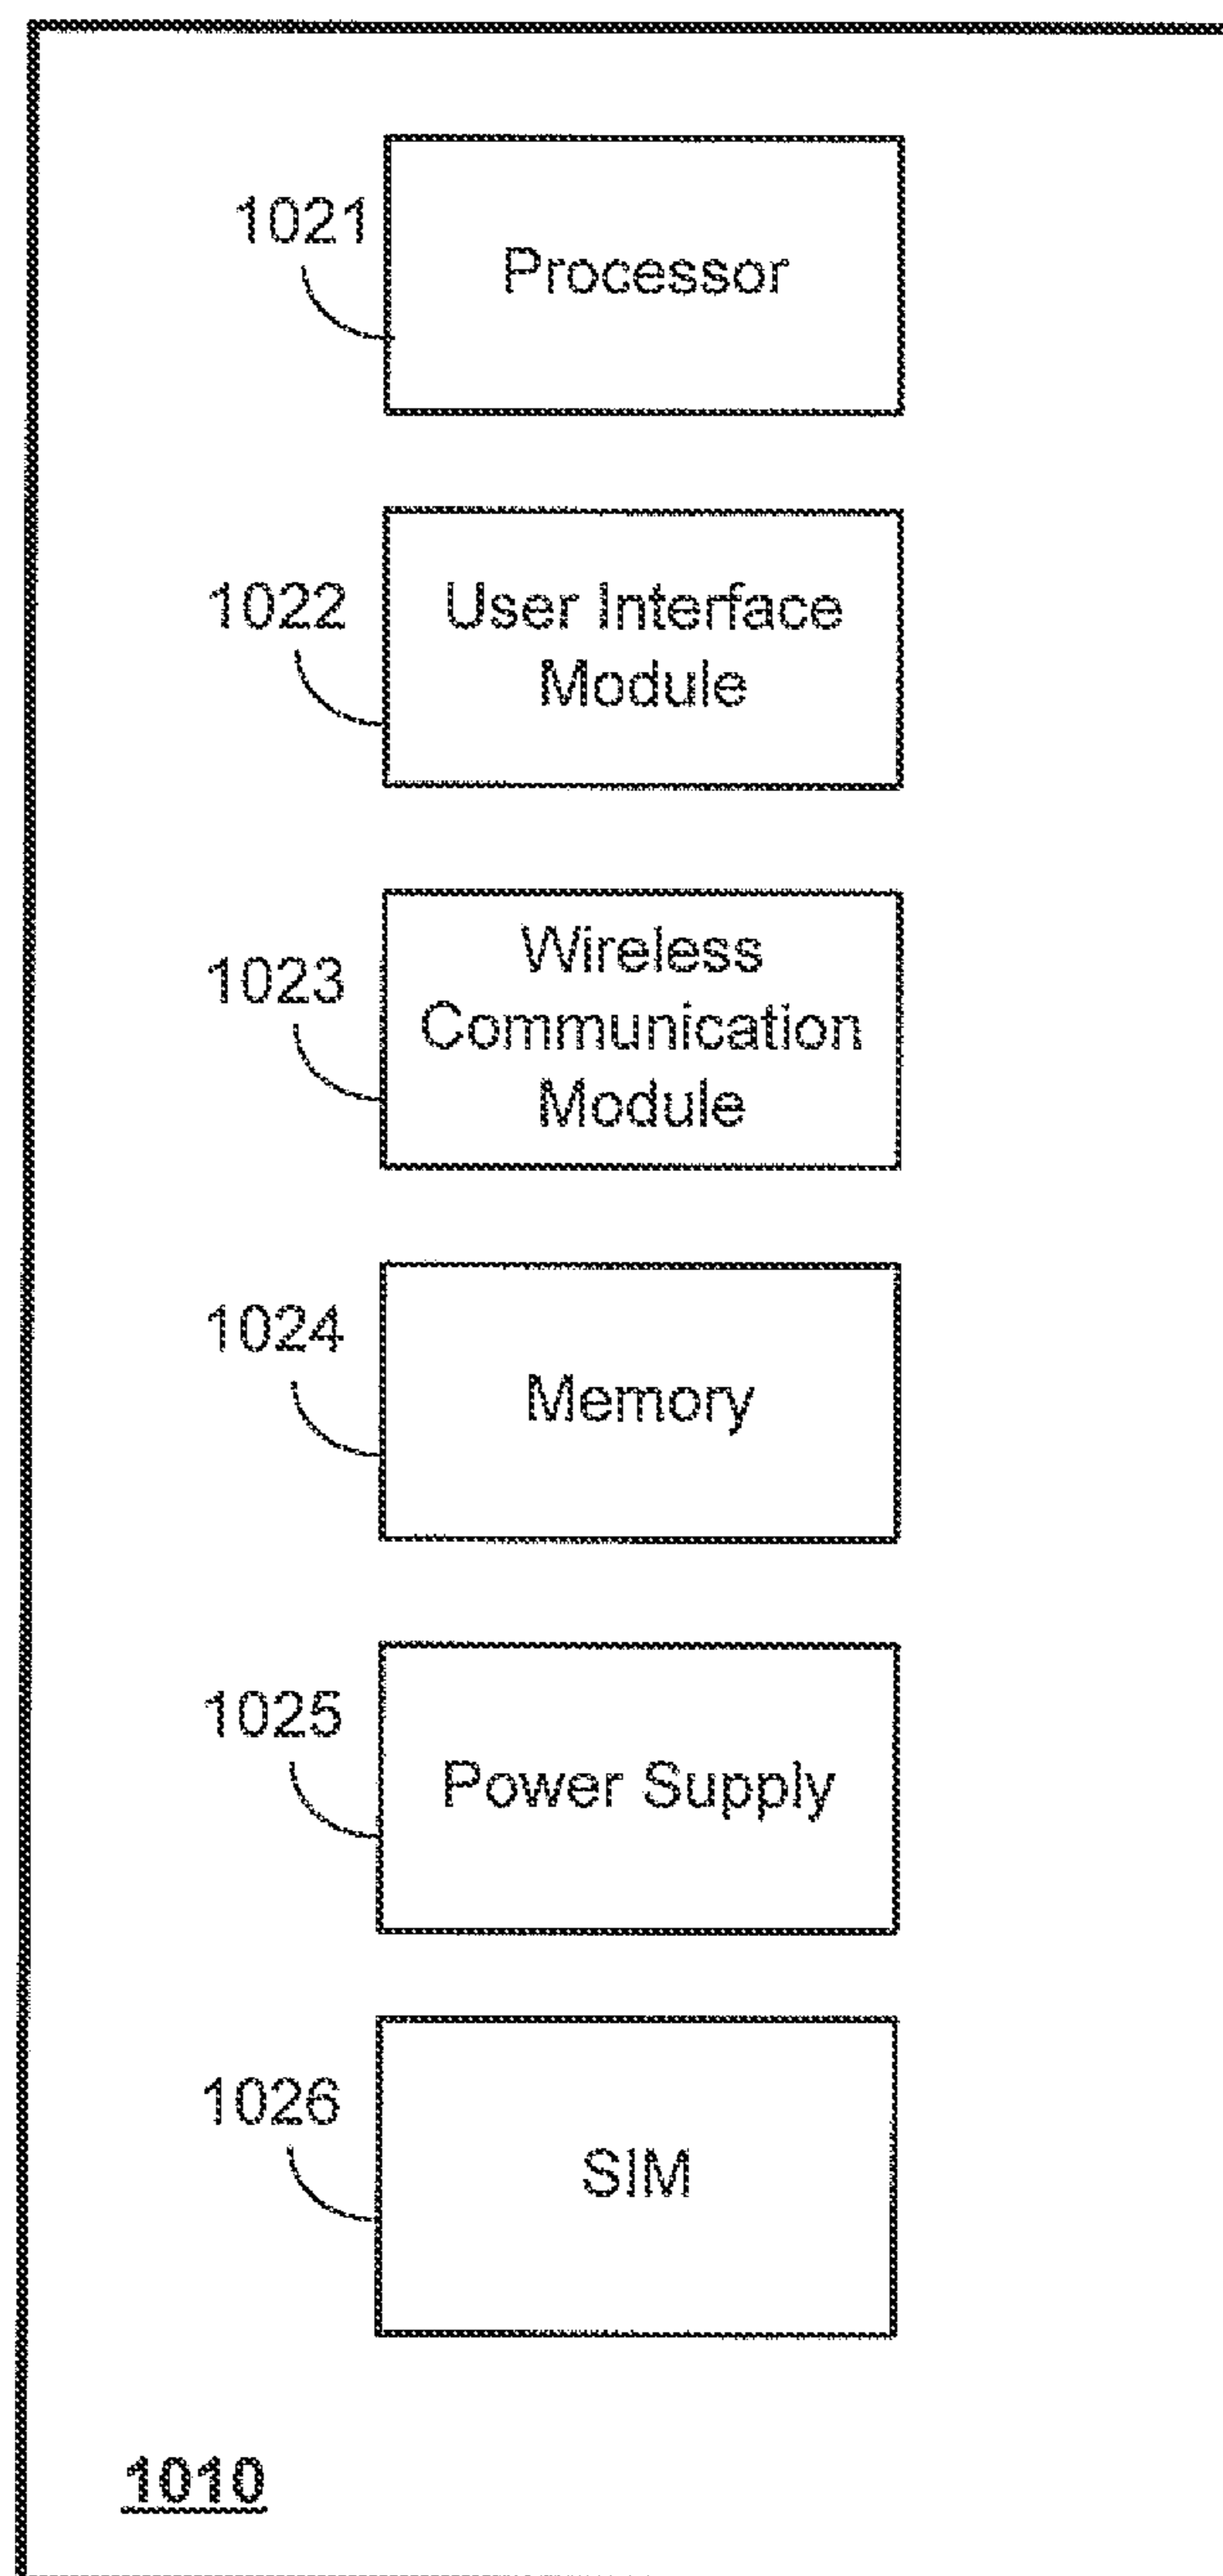 1021
Processor
1022
User Interface
Module
1023
Wireless
Communication
Module
1024
Memory
1025
Power Supply
1026
SIM
1010